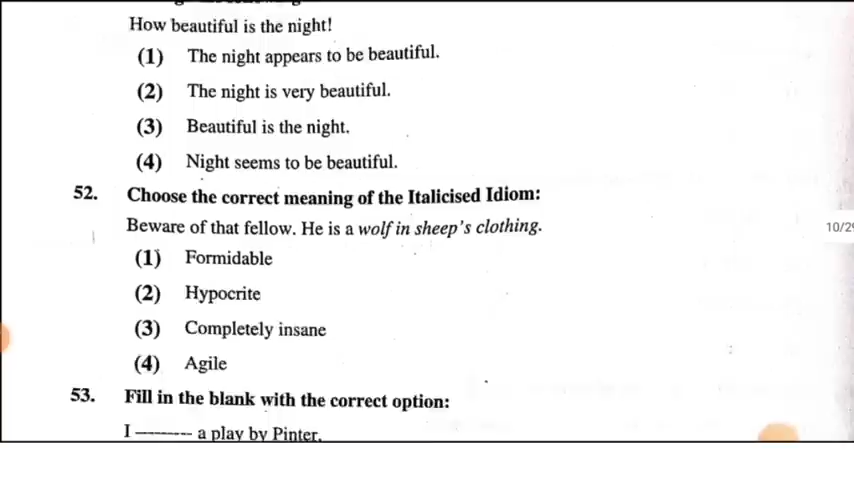 How beautiful is the night!
(1) The night appears to be beautiful.
(2) The night is very beautiful.
(3) Beautiful is the night.
(4) Night seems to be beautiful.
52. Choose the correct meaning of the Italicised Idiom:
Beware of that fellow. He is a wolf in sheep's clothing.
10/29
(1) Formidable
(2) Hypocrite
(3) Completely insane
(4) Agile
53. Fill in the blank with the correct option:
I ——— a play by Pinter.